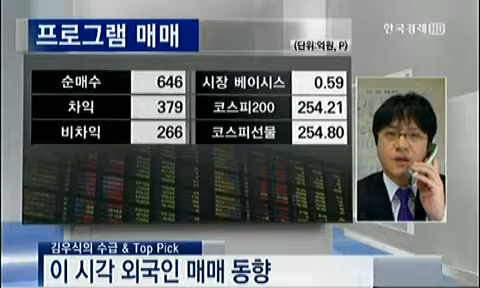 프로그램 매매
한국경제 HD
(단위:억원, P)
순매수 646 시장 베이시스 0.59
차익 379 코스피200 254.21
비차익 266 코스피선물 254.80
김우식의 수급 & Top Pick
이 시각 외국인 매매 동향